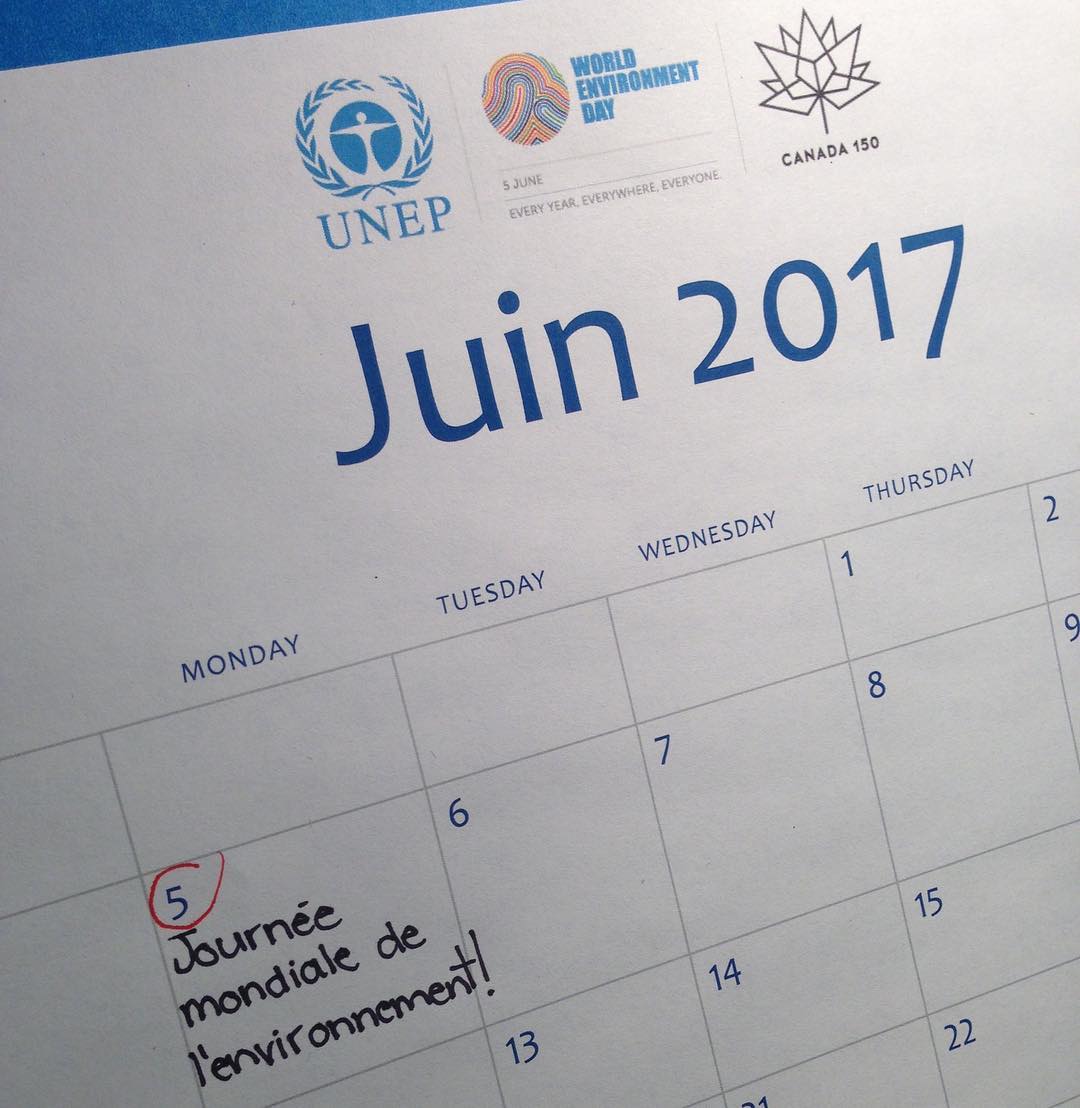 UNEP
WORLD
ENVIRONMENT
DAY
5 JUNE
EVERY YEAR. EVERYWHERE. EVERYONE.
CANADA 150
Juin 2017
MONDAY TUESDAY WEDNESDAY THURSDAY
1 2
5 6 7 8 9
Journée
mondiale de
l'environnement!
13 14 15
21 22